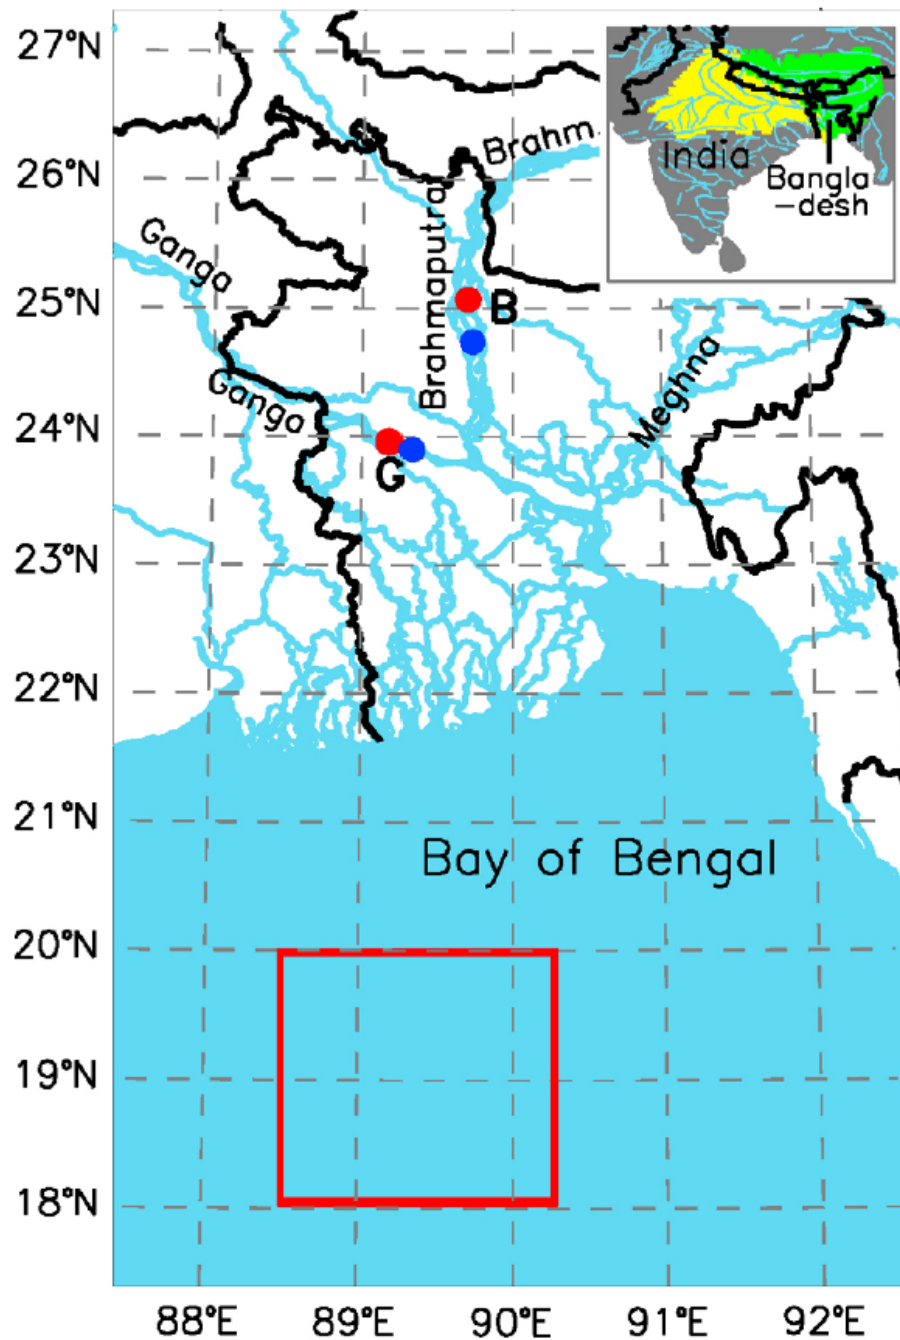 27°N
26°N
25°N
24°N
23°N
22°N
21°N
20°N
19°N
18°N
88°E
89°E
90°E
91°E
92°E
Brahm.
Ganga
Brahmaputra
B
Ganga
Meghna
G
Bay of Bengal
India
Bangla
-desh